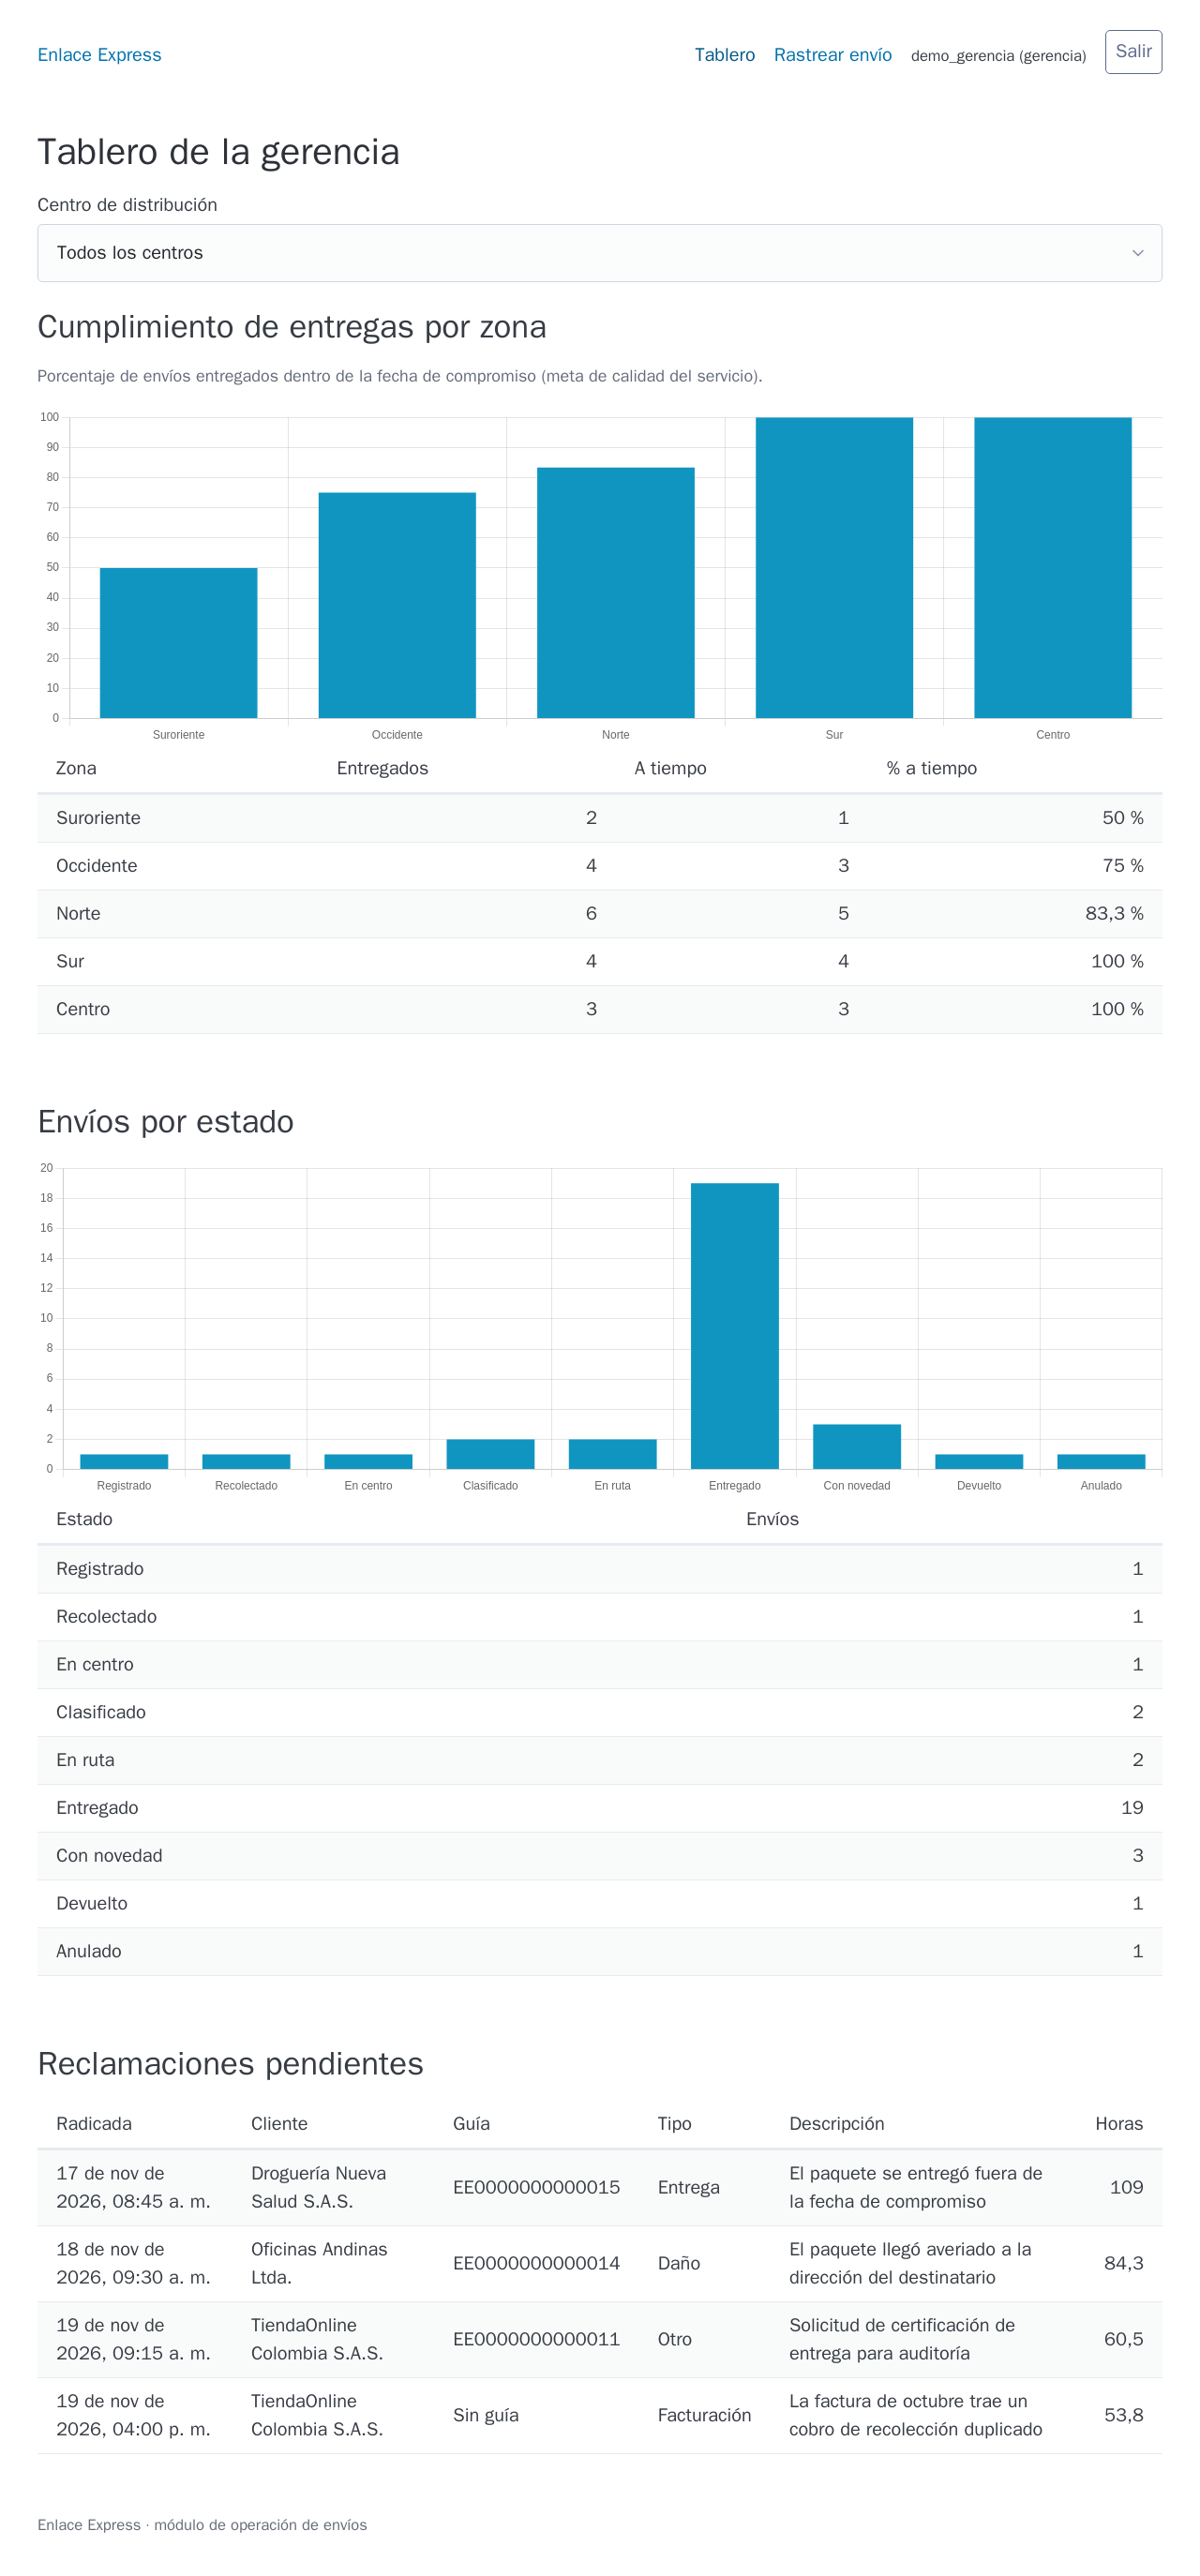 Enlace Express Tablero Rastrear envío demo_gerencia (gerencia) Salir
Tablero de la gerencia
Centro de distribución
Todos los centros
Cumplimiento de entregas por zona
Porcentaje de envíos entregados dentro de la fecha de compromiso (meta de calidad del servicio).
100
90
80
70
60
50
40
30
20
10
0
Suroriente Occidente Norte Sur Centro
Zona Entregados A tiempo % a tiempo
Suroriente 2 1 50 %
Occidente 4 3 75 %
Norte 6 5 83,3 %
Sur 4 4 100 %
Centro 3 3 100 %
Envíos por estado
20
18
16
14
12
10
8
6
4
2
0
Registrado Recolectado En centro Clasificado En ruta Entregado Con novedad Devuelto Anulado
Estado Envíos
Registrado 1
Recolectado 1
En centro 1
Clasificado 2
En ruta 2
Entregado 19
Con novedad 3
Devuelto 1
Anulado 1
Reclamaciones pendientes
Radicada Cliente Guía Tipo Descripción Horas
17 de nov de Droguería Nueva EE0000000000015 Entrega El paquete se entregó fuera de 109
2026, 08:45 a. m. Salud S.A.S. la fecha de compromiso
18 de nov de Oficinas Andinas EE0000000000014 Daño El paquete llegó averiado a la 84,3
2026, 09:30 a. m. Ltda. dirección del destinatario
19 de nov de TiendaOnline EE0000000000011 Otro Solicitud de certificación de 60,5
2026, 09:15 a. m. Colombia S.A.S. entrega para auditoría
19 de nov de TiendaOnline Sin guía Facturación La factura de octubre trae un 53,8
2026, 04:00 p. m. Colombia S.A.S. cobro de recolección duplicado
Enlace Express · módulo de operación de envíos